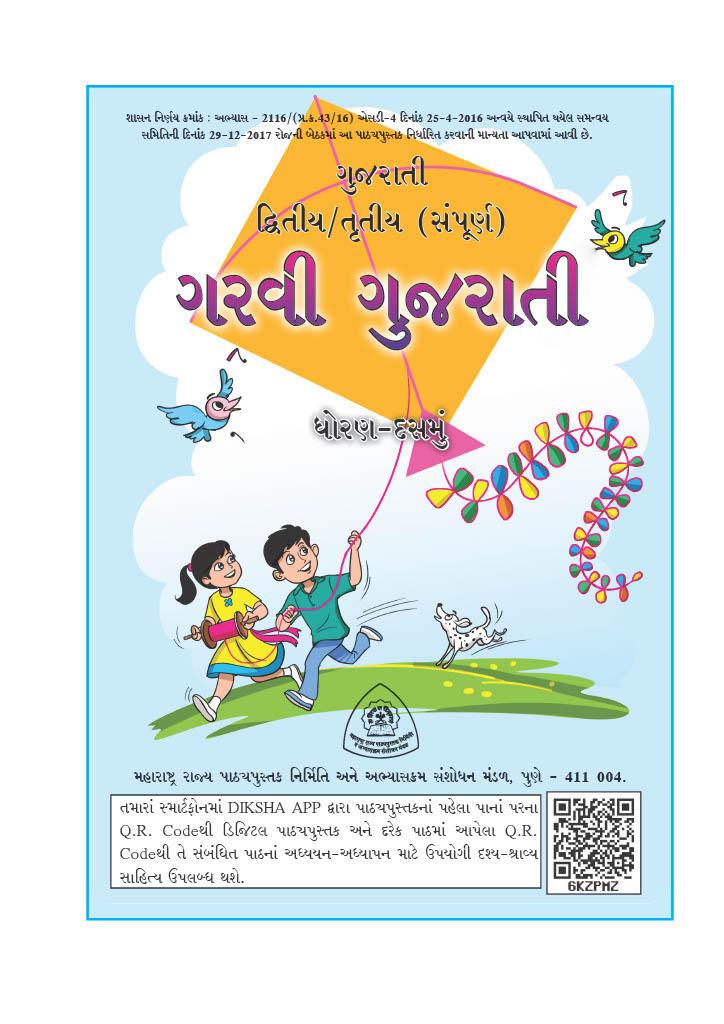 શાસન નિર્ણય ક્રમાંક : અભ્યાસ - 2116/(પ્ર.ક્ર.43/16) એસડી-4 દિનાંક 25-4-2016 અન્વયે સ્થાપિત થયેલ સમન્વય
સમિતિની દિનાંક 29-12-2017 રોજની બેઠકમાં આ પાઠ્યપુસ્તક નિર્ધારિત કરવાની માન્યતા આપવામાં આવી છે.
ગુજરાતી
દ્વિતીય/તૃતીય (સંપૂર્ણ)
ગરવી ગુજરાતી
ધોરણ-દસમું
મહારાષ્ટ્ર રાજ્ય પાઠ્યપુસ્તક નિર્મિતિ અને અભ્યાસક્રમ સંશોધન મંડળ, પુણે - 411 004.
તમારાં સ્માર્ટફોનમાં DIKSHA APP દ્વારા પાઠ્યપુસ્તકનાં પહેલા પાનાં પરના
Q.R. Codeથી ડિજિટલ પાઠ્યપુસ્તક અને દરેક પાઠમાં આપેલા Q.R.
Codeથી તે સંબંધિત પાઠનાં અધ્યયન-અધ્યાપન માટે ઉપયોગી દશ્ય-શ્રાવ્ય
સાહિત્ય ઉપલબ્ધ થશે.
6KZPMZ